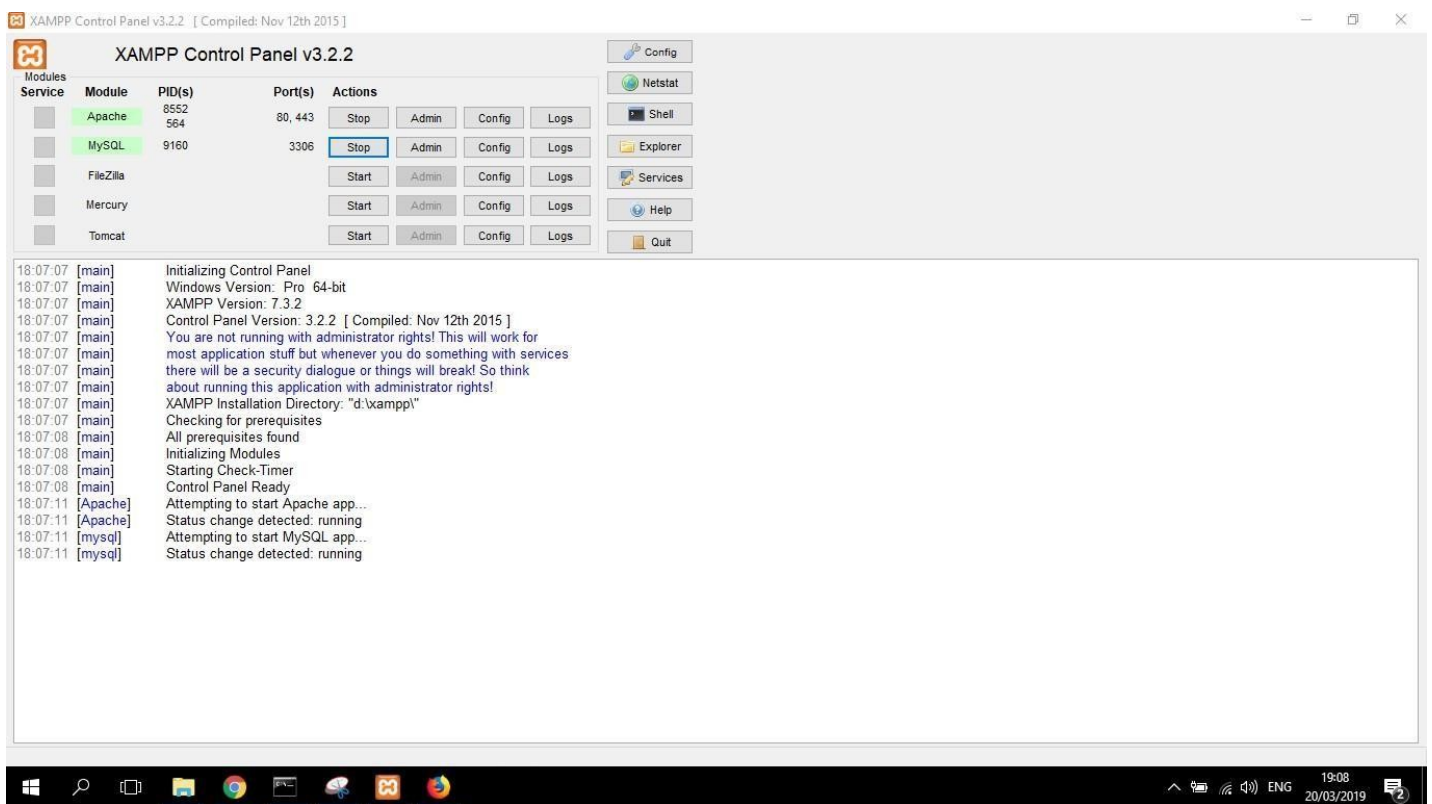 XAMPP Control Panel v3.2.2 [ Compiled: Nov 12th 2015 ]
XAMPP Control Panel v3.2.2
Config
Modules
Service Module PID(s) Port(s) Actions
Netstat
Apache 8552 564 80, 443 Stop Admin Config Logs
Shell
MySQL 9160 3306 Stop Admin Config Logs
Explorer
FileZilla Start Admin Config Logs
Services
Mercury Start Admin Config Logs
Help
Tomcat Start Admin Config Logs
Quit
18:07:07 [main] Initializing Control Panel
18:07:07 [main] Windows Version: Pro 64-bit
18:07:07 [main] XAMPP Version: 7.3.2
18:07:07 [main] Control Panel Version: 3.2.2 [ Compiled: Nov 12th 2015 ]
18:07:07 [main] You are not running with administrator rights! This will work for
18:07:07 [main] most application stuff but whenever you do something with services
18:07:07 [main] there will be a security dialogue or things will break! So think
18:07:07 [main] about running this application with administrator rights!
18:07:07 [main] XAMPP Installation Directory: "d:\xampp\"
18:07:07 [main] Checking for prerequisites
18:07:08 [main] All prerequisites found
18:07:08 [main] Initializing Modules
18:07:08 [main] Starting Check-Timer
18:07:08 [main] Control Panel Ready
18:07:11 [Apache] Attempting to start Apache app...
18:07:11 [Apache] Status change detected: running
18:07:11 [mysql] Attempting to start MySQL app...
18:07:11 [mysql] Status change detected: running
ENG
19:08
20/03/2019
2